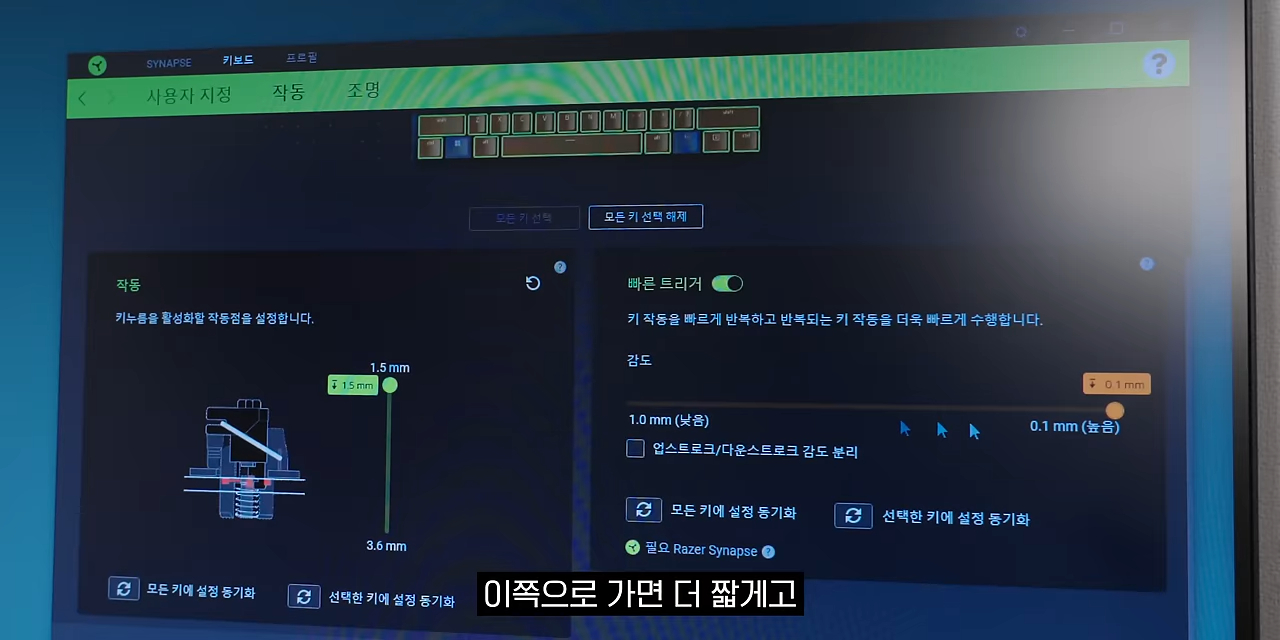 SYNAPSE 키보드 프로필
사용자 지정 작동 조명
?
모든 키 선택 모든 키 선택 해제
작동
?
키누름을 활성화할 작동점을 설정합니다.
1.5 mm
1.5 mm
3.6 mm
모든 키에 설정 동기화 선택한 키에 설정 동기화
빠른 트리거
?
키 작동을 빠르게 반복하고 반복되는 키 작동을 더욱 빠르게 수행합니다.
감도
0.1 mm
1.0 mm (낮음) 0.1 mm (높음)
업스트로크/다운스트로크 감도 분리
모든 키에 설정 동기화 선택한 키에 설정 동기화
필요 Razer Synapse ?
이쪽으로 가면 더 짧게고